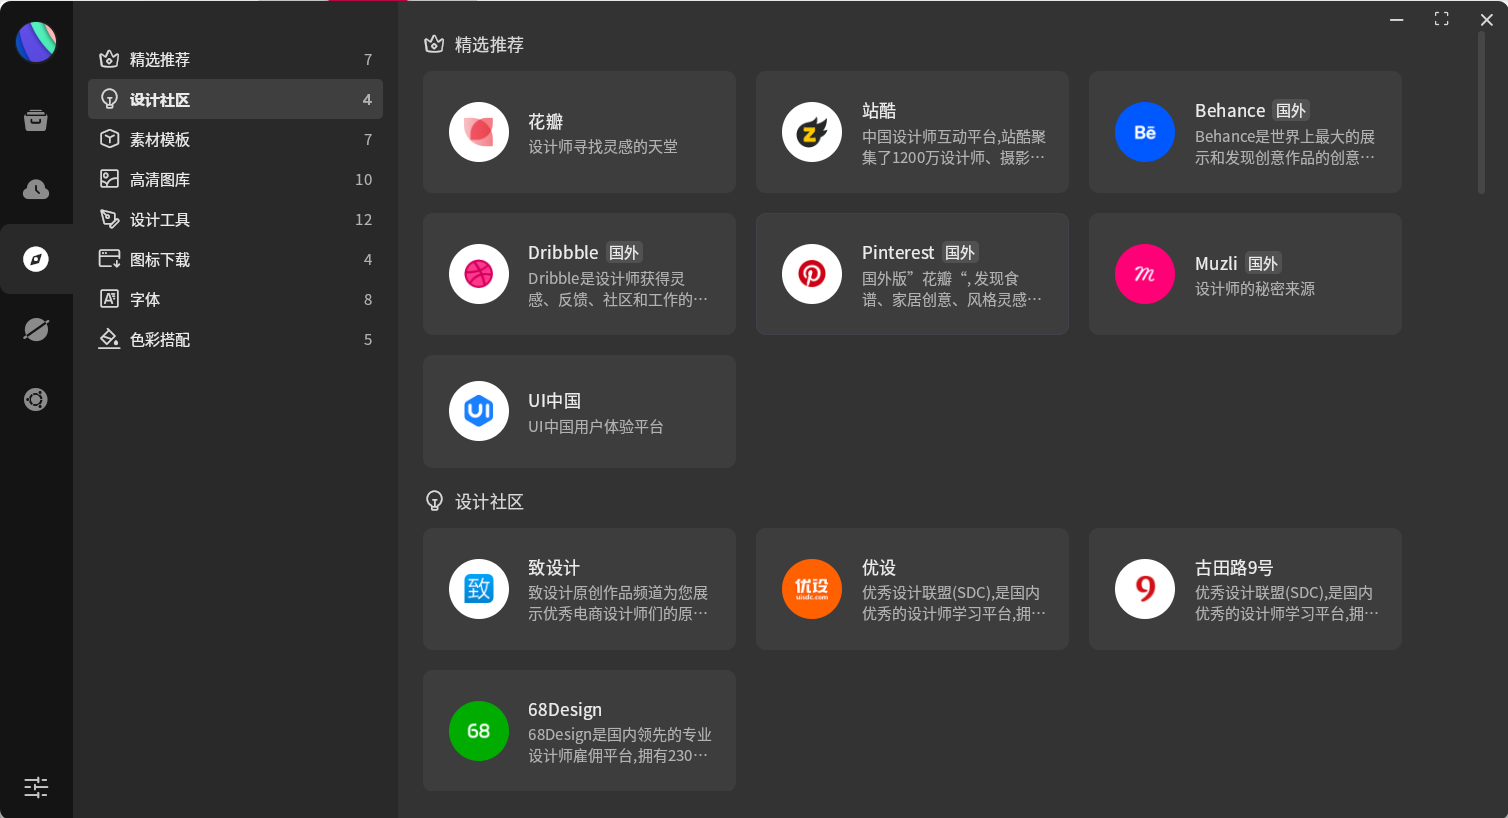 精选推荐 7
设计社区 4
素材模板 7
高清图库 10
设计工具 12
图标下载 4
字体 8
色彩搭配 5
精选推荐
花瓣
设计师寻找灵感的天堂
站酷
中国设计师互动平台,站酷聚
集了1200万设计师、摄影…
Bē
Behance 国外
Behance是世界上最大的展
示和发现创意作品的创意…
Dribbble 国外
Dribble是设计师获得灵
感、反馈、社区和工作的…
Pinterest 国外
国外版”花瓣“, 发现食
谱、家居创意、风格灵感…
Muzli 国外
设计师的秘密来源
UI
UI中国
UI中国用户体验平台
设计社区
致
致设计
致设计原创作品频道为您展
示优秀电商设计师们的原…
优设
uisdc.com
优设
优秀设计联盟(SDC),是国内
优秀的设计师学习平台,拥…
9
古田路9号
优秀设计联盟(SDC),是国内
优秀的设计师学习平台,拥…
68
68Design
68Design是国内领先的专业
设计师雇佣平台,拥有230…